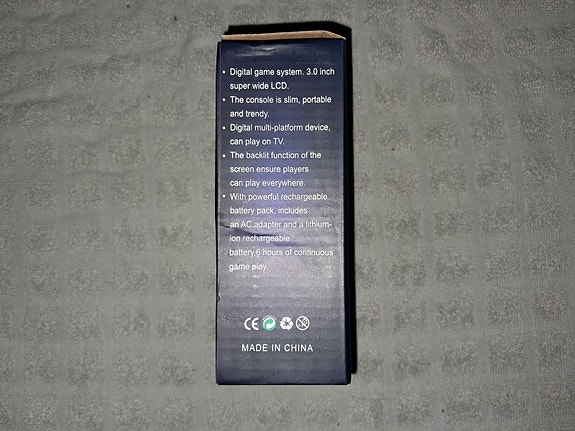 • Digital game system. 3.0 inch
super wide LCD.
• The console is slim, portable
and trendy.
• Digital multi-platform device,
can play on TV.
• The backlit function of the
screen ensure players
can play everywhere.
• With powerful rechargeable
battery pack, includes
an AC adapter and a lithium-
ion rechargeable
battery,6 hours of continuous
game play.
CE
MADE IN CHINA